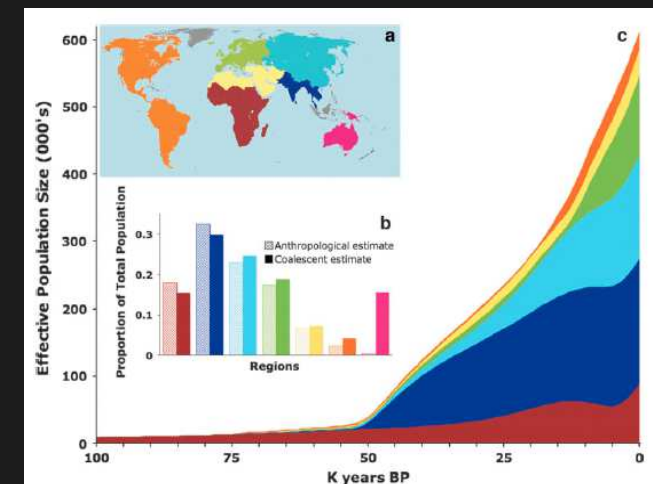 a
c
600
500
400
300
200
100
0
Effective Population Size (000's)
b
Anthropological estimate
Coalescent estimate
0.3
0.2
0.1
0
Proportion of Total Population
Regions
100
75
50
25
0
K years BP